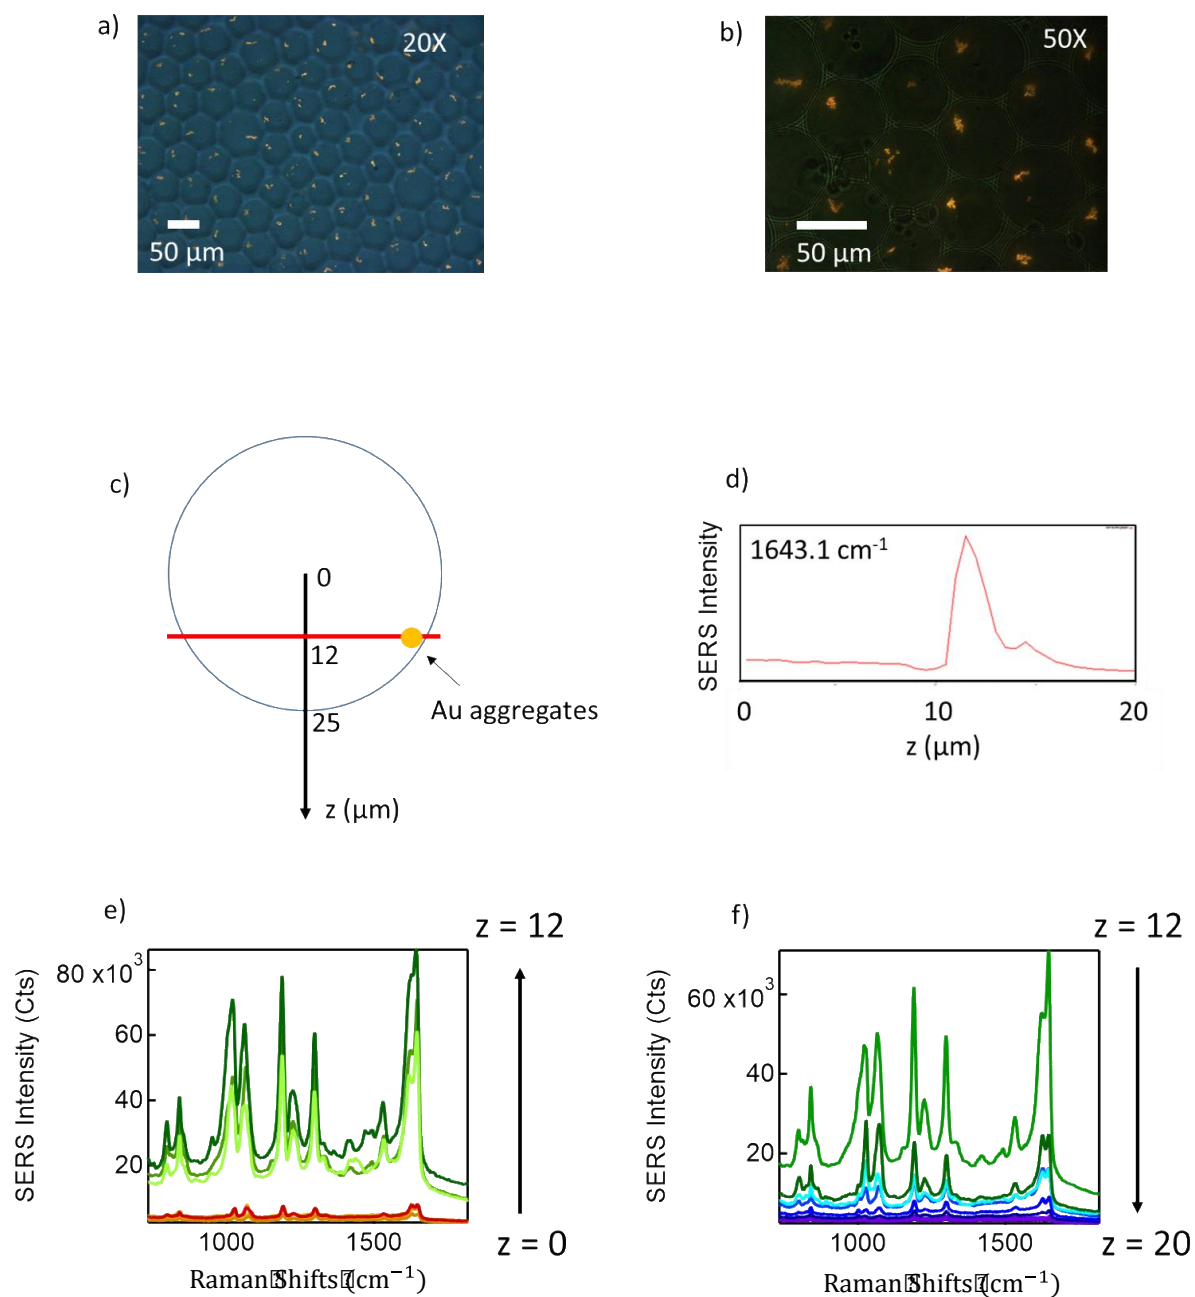 a)
20X
50 μm
b)
50X
50 μm
c)
0
12
25
Au aggregates
z (μm)
d)
SERS Intensity
1643.1 cm⁻¹
0
10
20
z (μm)
e)
z = 12
SERS Intensity (Cts)
80 x10³
60
40
20
1000
1500
z = 0
Raman Shifts (cm⁻¹)
f)
z = 12
SERS Intensity (Cts)
60 x10³
40
20
1000
1500
z = 20
Raman Shifts (cm⁻¹)